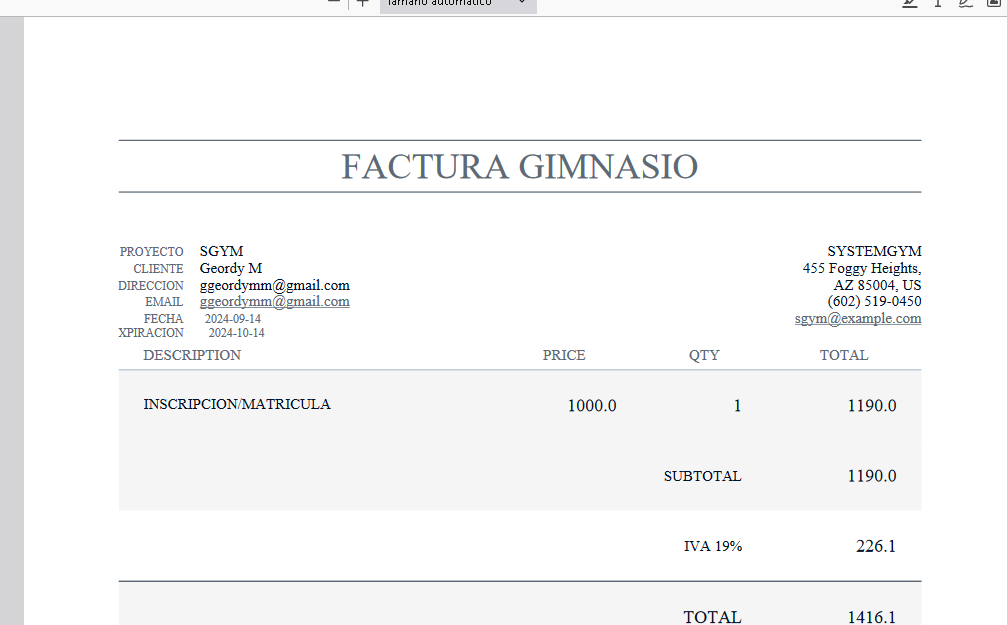 Tamaño automático
FACTURA GIMNASIO
PROYECTO SGYM
CLIENTE Geordy M
DIRECCION ggeordymm@gmail.com
EMAIL ggeordymm@gmail.com
FECHA 2024-09-14
XPIRACION 2024-10-14
SYSTEMGYM
455 Foggy Heights,
AZ 85004, US
(602) 519-0450
sgym@example.com
DESCRIPTION PRICE QTY TOTAL
INSCRIPCION/MATRICULA 1000.0 1 1190.0
SUBTOTAL 1190.0
IVA 19% 226.1
TOTAL 1416.1